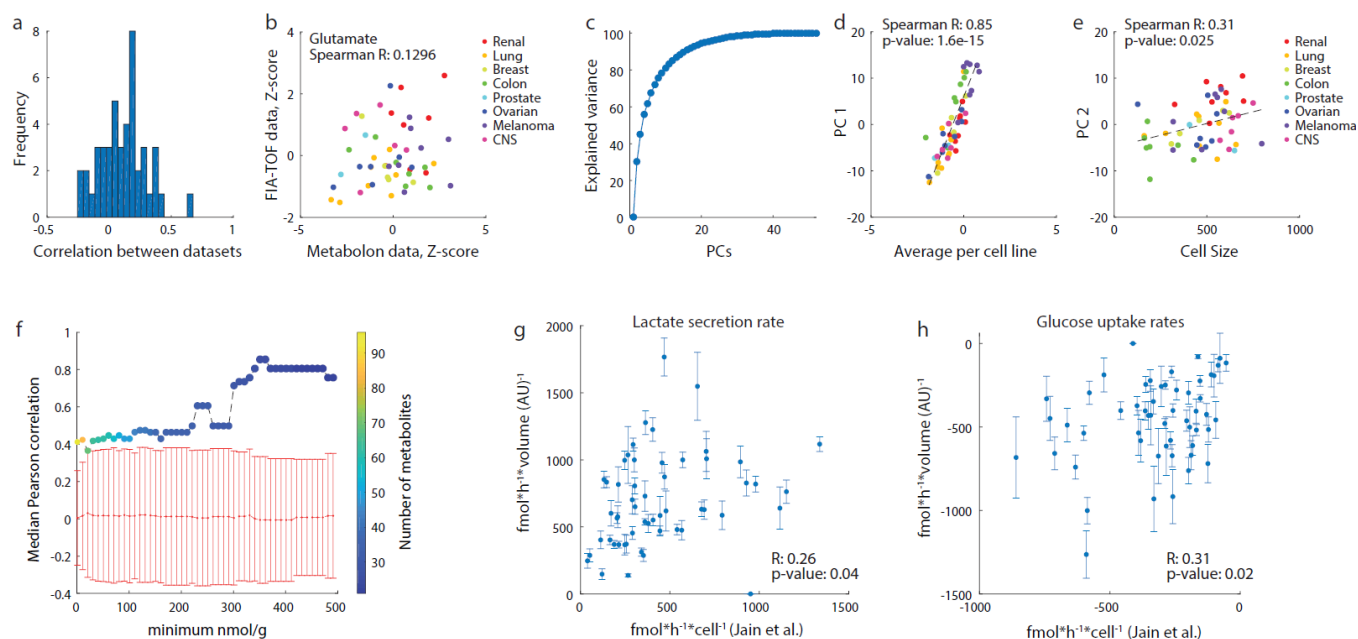 a
8
6
4
2
0
Frequency
-1
-0.5
0
0.5
1
Correlation between datasets
b
Glutamate
Spearman R: 0.1296
4
2
0
-2
FIA-TOF data, Z-score
-5
0
5
Metabolon data, Z-score
Renal
Lung
Breast
Colon
Prostate
Ovarian
Melanoma
CNS
c
100
80
60
40
20
0
Explained variance
0
20
40
PCs
d
Spearman R: 0.85
p-value: 1.6e-15
20
10
0
-10
-20
PC 1
-5
0
5
Average per cell line
e
Spearman R: 0.31
p-value: 0.025
20
10
0
-10
-20
PC 2
0
500
1000
Cell Size
Renal
Lung
Breast
Colon
Prostate
Ovarian
Melanoma
CNS
f
1
0.8
0.6
0.4
0.2
0
-0.2
-0.4
Median Pearson correlation
0
100
200
300
400
500
minimum nmol/g
90
80
70
60
50
40
30
Number of metabolites
g
Lactate secretion rate
2000
1500
1000
500
0
fmol*h-1*volume (AU)-1
0
500
1000
1500
fmol*h-1*cell-1 (Jain et al.)
R: 0.26
p-value: 0.04
h
Glucose uptake rates
0
-500
-1000
-1500
fmol*h-1*volume (AU)-1
-1000
-500
0
fmol*h-1*cell-1 (Jain et al.)
R: 0.31
p-value: 0.02